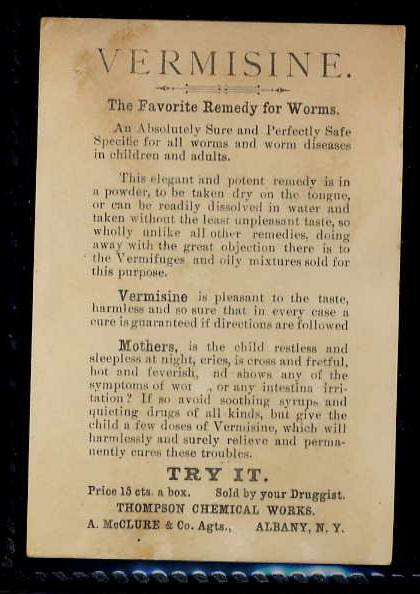 VERMISINE.
The Favorite Remedy for Worms.
An Absolutely Sure and Perfectly Safe
Specific for all worms and worm diseases
in children and adults.
This elegant and potent remedy is in
a powder, to be taken dry on the tongue,
or can be readily dissolved in water and
taken without the least unpleasant taste, so
wholly unlike all other remedies, doing
away with the great objection there is to
the Vermifuges and oily mixtures sold for
this purpose.
Vermisine is pleasant to the taste,
harmless and so sure that in every case a
cure is guaranteed if directions are followed
Mothers, is the child restless and
sleepless at night, cries, is cross and fretful,
hot and feverish, nd shows any of the
symptoms of wor , or any intestina irri-
tation? If so avoid soothing syrups and
quieting drugs of all kinds, but give the
child a few doses of Vermisine, which will
harmlessly and surely relieve and perma-
nently cures these troubles.
TRY IT.
Price 15 cts. a box. Sold by your Druggist.
THOMPSON CHEMICAL WORKS.
A. McCLURE & Co. Agts., ALBANY, N. Y.